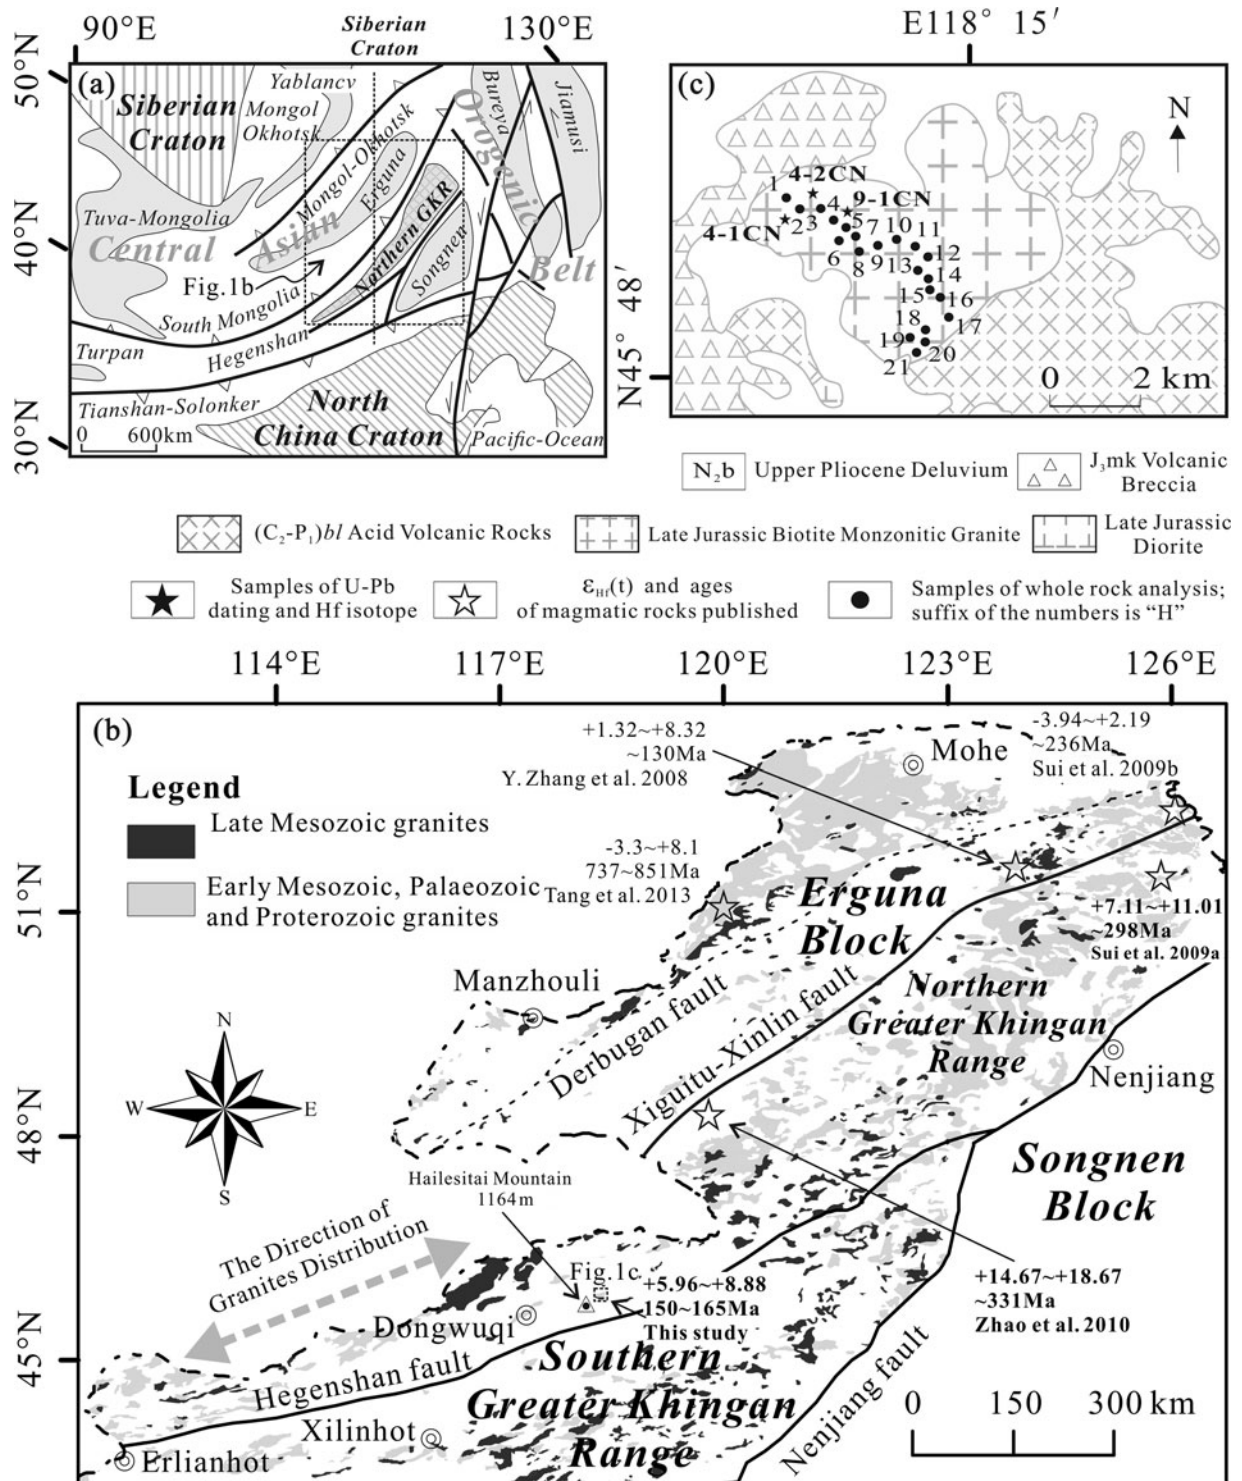 90°E
Siberian
Craton
130°E
E118° 15′
50°N
40°N
30°N
(a)
Siberian
Craton
Yablancv
Mongol
Okhotsk
Mongol-Okhotsk
Erguna
Bureya
Jiamusi
Orogenic
Tuva-Mongolia
Central
Asian
Belt
Northern GKR
Songnen
Fig.1b
South Mongolia
Hegenshan
Turpan
Tianshan-Solonker
North
China Craton
Pacific-Ocean
0 600km
(c)
N
4-2CN
9-1CN
4-1CN
1
2
3
4
5
6
7
8
9
10
11
12
13
14
15
16
17
18
19
20
21
N45° 48′
0 2 km
N₂b Upper Pliocene Deluvium
J₃mk Volcanic
Breccia
(C₂-P₁)bl Acid Volcanic Rocks
Late Jurassic Biotite Monzonitic Granite
Late Jurassic
Diorite
Samples of U-Pb
dating and Hf isotope
εHf(t) and ages
of magmatic rocks published
Samples of whole rock analysis;
suffix of the numbers is “H”
114°E
117°E
120°E
123°E
126°E
51°N
48°N
45°N
(b)
Legend
Late Mesozoic granites
Early Mesozoic, Palaeozoic
and Proterozoic granites
+1.32~+8.32
~130Ma
Y. Zhang et al. 2008
Mohe
-3.94~+2.19
~236Ma
Sui et al. 2009b
-3.3~+8.1
737~851Ma
Tang et al. 2013
Erguna
Block
+7.11~+11.01
~298Ma
Sui et al. 2009a
Manzhouli
Derbugan fault
Xiguitu-Xinlin fault
Northern
Greater Khingan
Range
Nenjiang
N
W
E
S
Hailesitai Mountain
1164m
Songnen
Block
The Direction of
Granites Distribution
Fig.1c
+5.96~+8.88
150~165Ma
This study
+14.67~+18.67
~331Ma
Zhao et al. 2010
Dongwuqi
Hegenshan fault
Southern
Greater Khingan
Range
Xilinhot
Erlianhot
Nenjiang fault
0 150 300 km